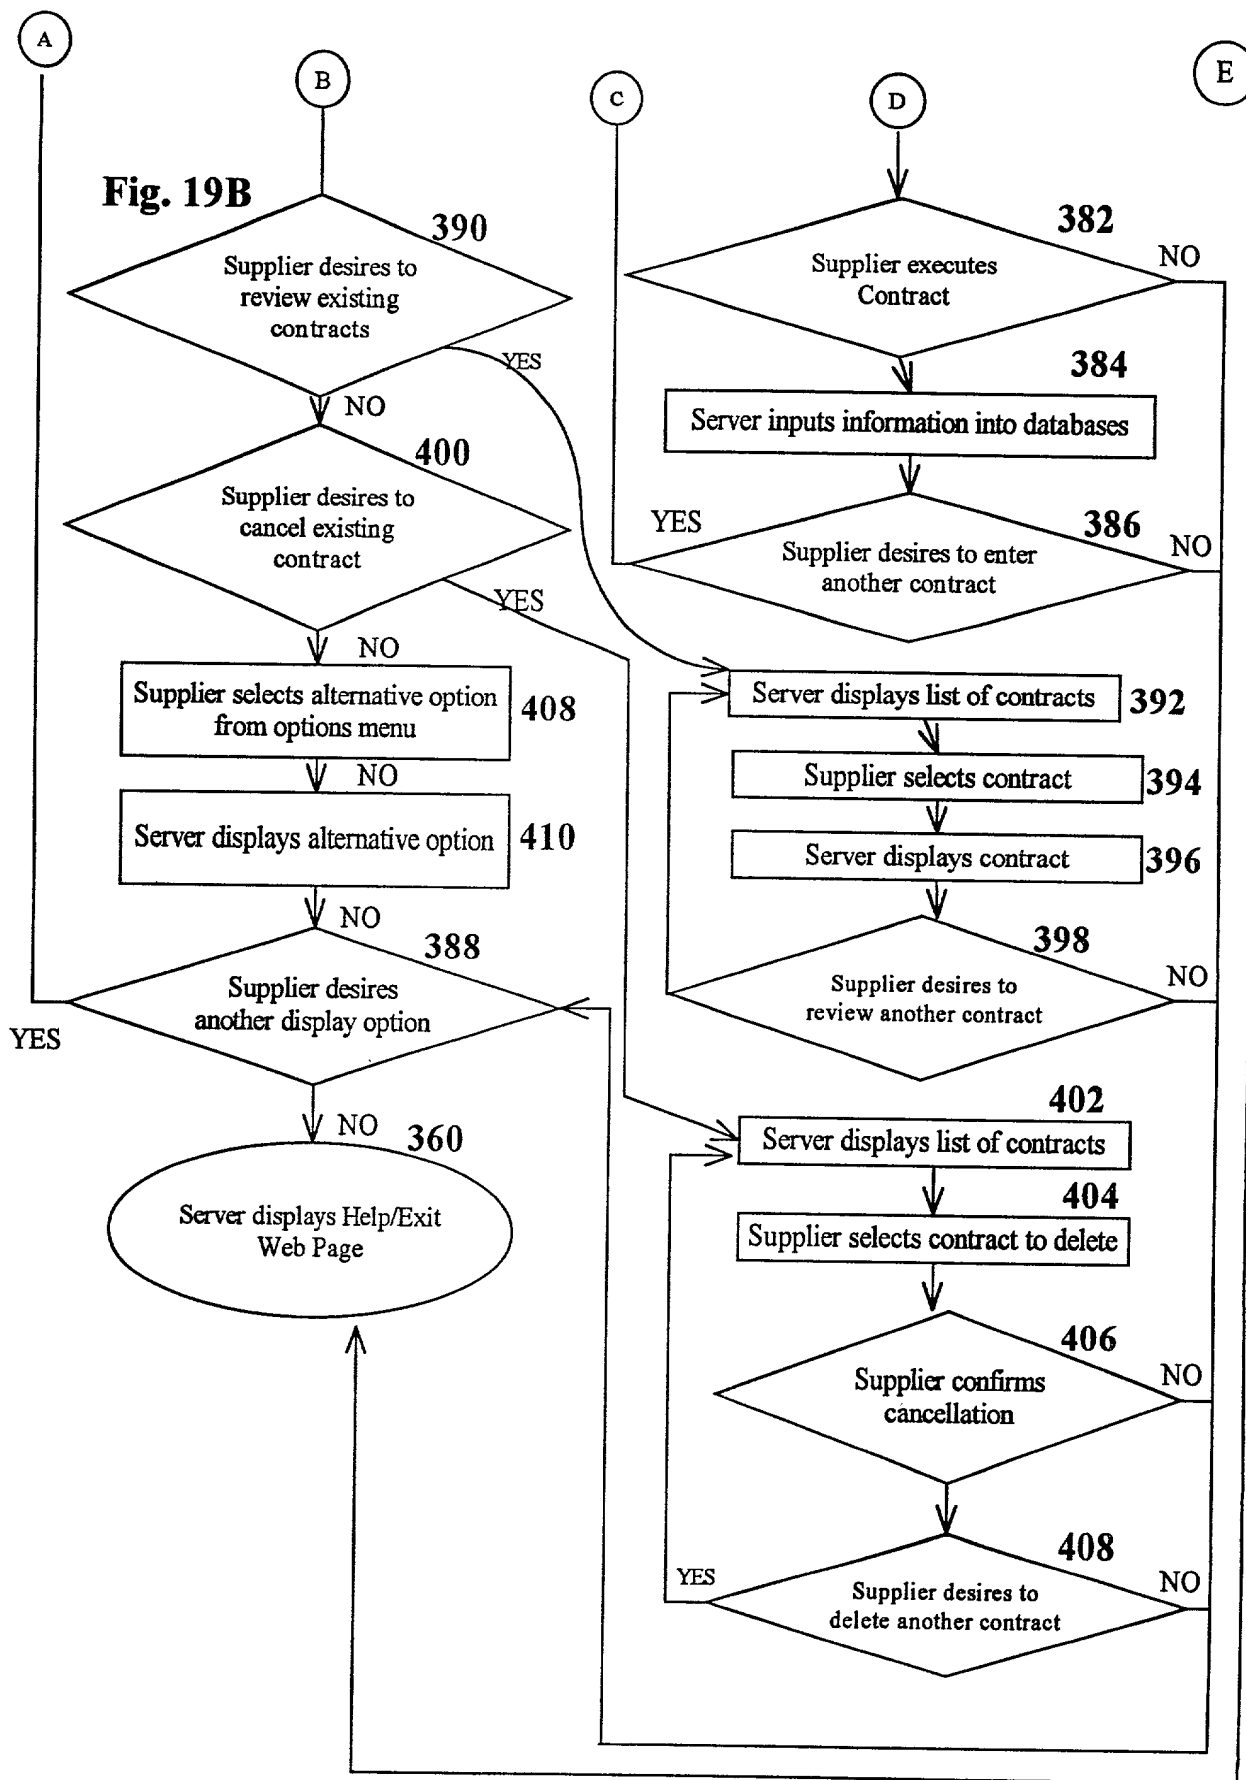 A
B
C
D
E
Fig. 19B
390
Supplier desires to
review existing
contracts
YES
NO
400
Supplier desires to
cancel existing
contract
YES
NO
Supplier selects alternative option
from options menu
408
NO
Server displays alternative option
410
NO
388
Supplier desires
another display option
YES
NO
360
Server displays Help/Exit
Web Page
382
Supplier executes
Contract
NO
384
Server inputs information into databases
YES
386
Supplier desires to enter
another contract
NO
Server displays list of contracts
392
Supplier selects contract
394
Server displays contract
396
398
Supplier desires to
review another contract
NO
402
Server displays list of contracts
404
Supplier selects contract to delete
406
Supplier confirms
cancellation
NO
408
YES
Supplier desires to
delete another contract
NO